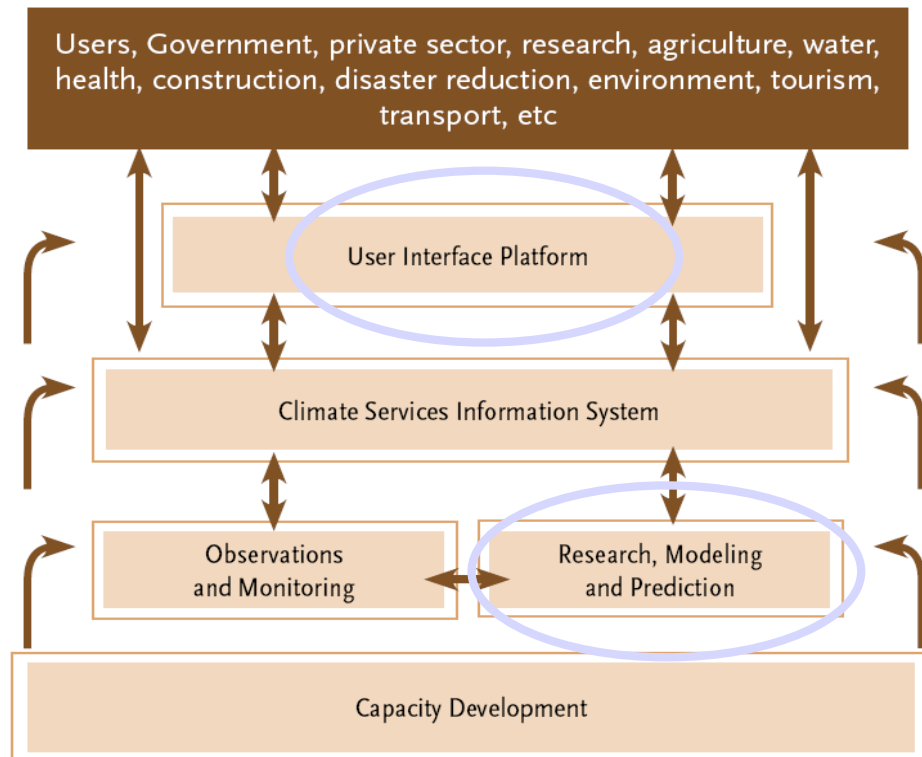 Users, Government, private sector, research, agriculture, water,
health, construction, disaster reduction, environment, tourism,
transport, etc
User Interface Platform
Climate Services Information System
Observations
and Monitoring
Research, Modeling
and Prediction
Capacity Development